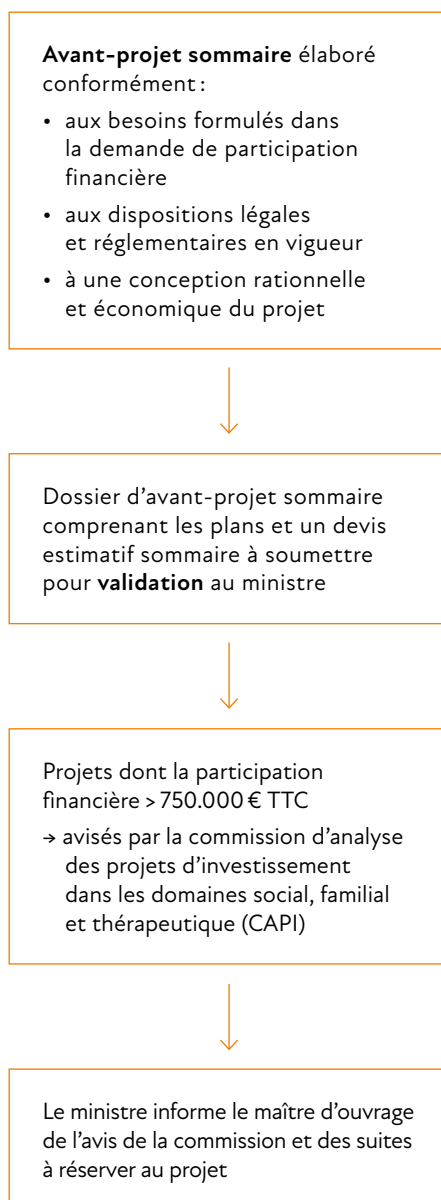 Avant-projet sommaire élaboré
conformément :
• aux besoins formulés dans
la demande de participation
financière
• aux dispositions légales
et réglementaires en vigueur
• à une conception rationnelle
et économique du projet
Dossier d’avant-projet sommaire
comprenant les plans et un devis
estimatif sommaire à soumettre
pour validation au ministre
Projets dont la participation
financière > 750.000 € TTC
→ avisés par la commission d’analyse
des projets d’investissement
dans les domaines social, familial
et thérapeutique (CAPI)
Le ministre informe le maître d’ouvrage
de l’avis de la commission et des suites
à réserver au projet